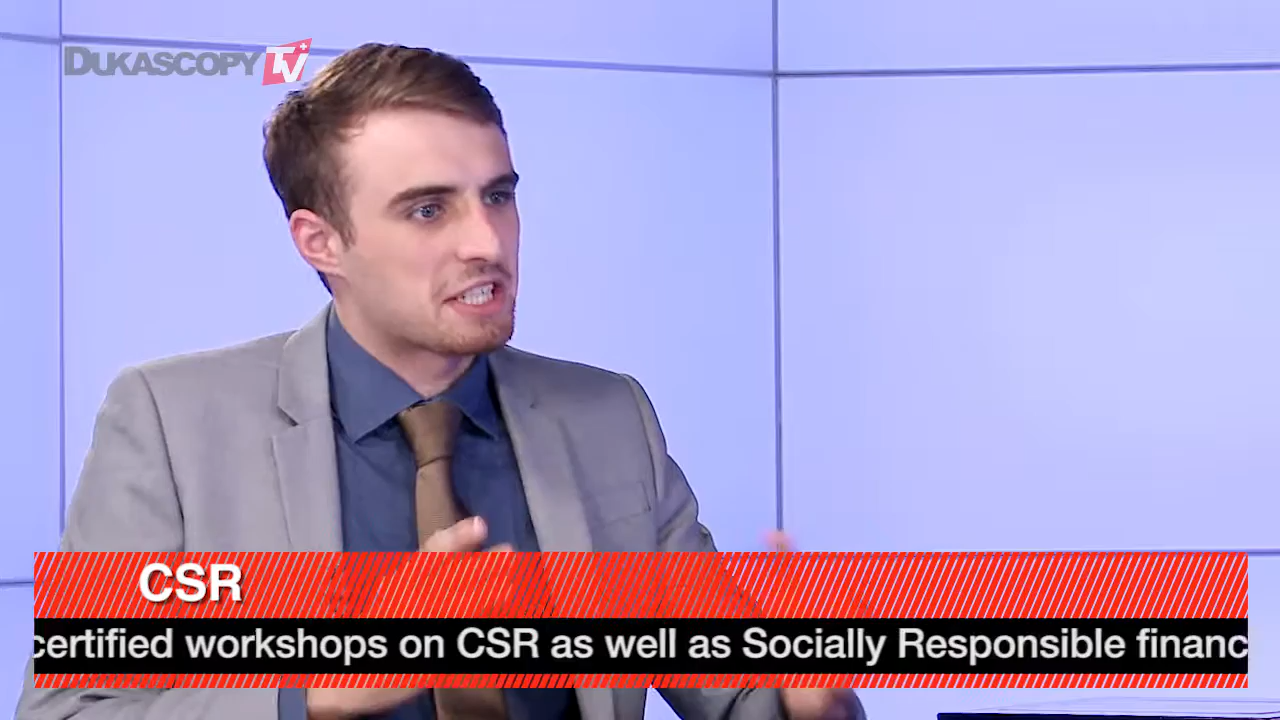 DUKASCOPY TV
CSR
certified workshops on CSR as well as Socially Responsible financ